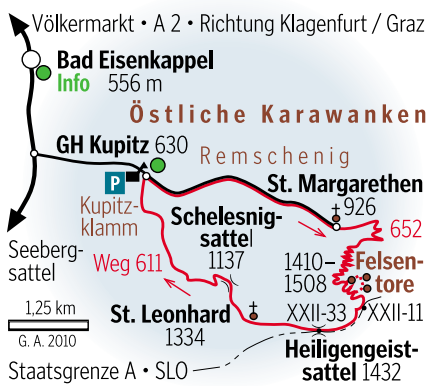 Völkermarkt • A 2 • Richtung Klagenfurt / Graz
Bad Eisenkappel
Info 556 m
Östliche Karawanken
GH Kupitz 630
Remschenig
P
St. Margarethen
926
Kupitz-
klamm
Schelesnig-
sattel
1137
652
Seeberg-
sattel
Weg 611
1410–
1508
Felsen-
tore
1,25 km
G. A. 2010
St. Leonhard
1334
XXII-33
XXII-11
Heiligengeist-
sattel 1432
Staatsgrenze A • SLO